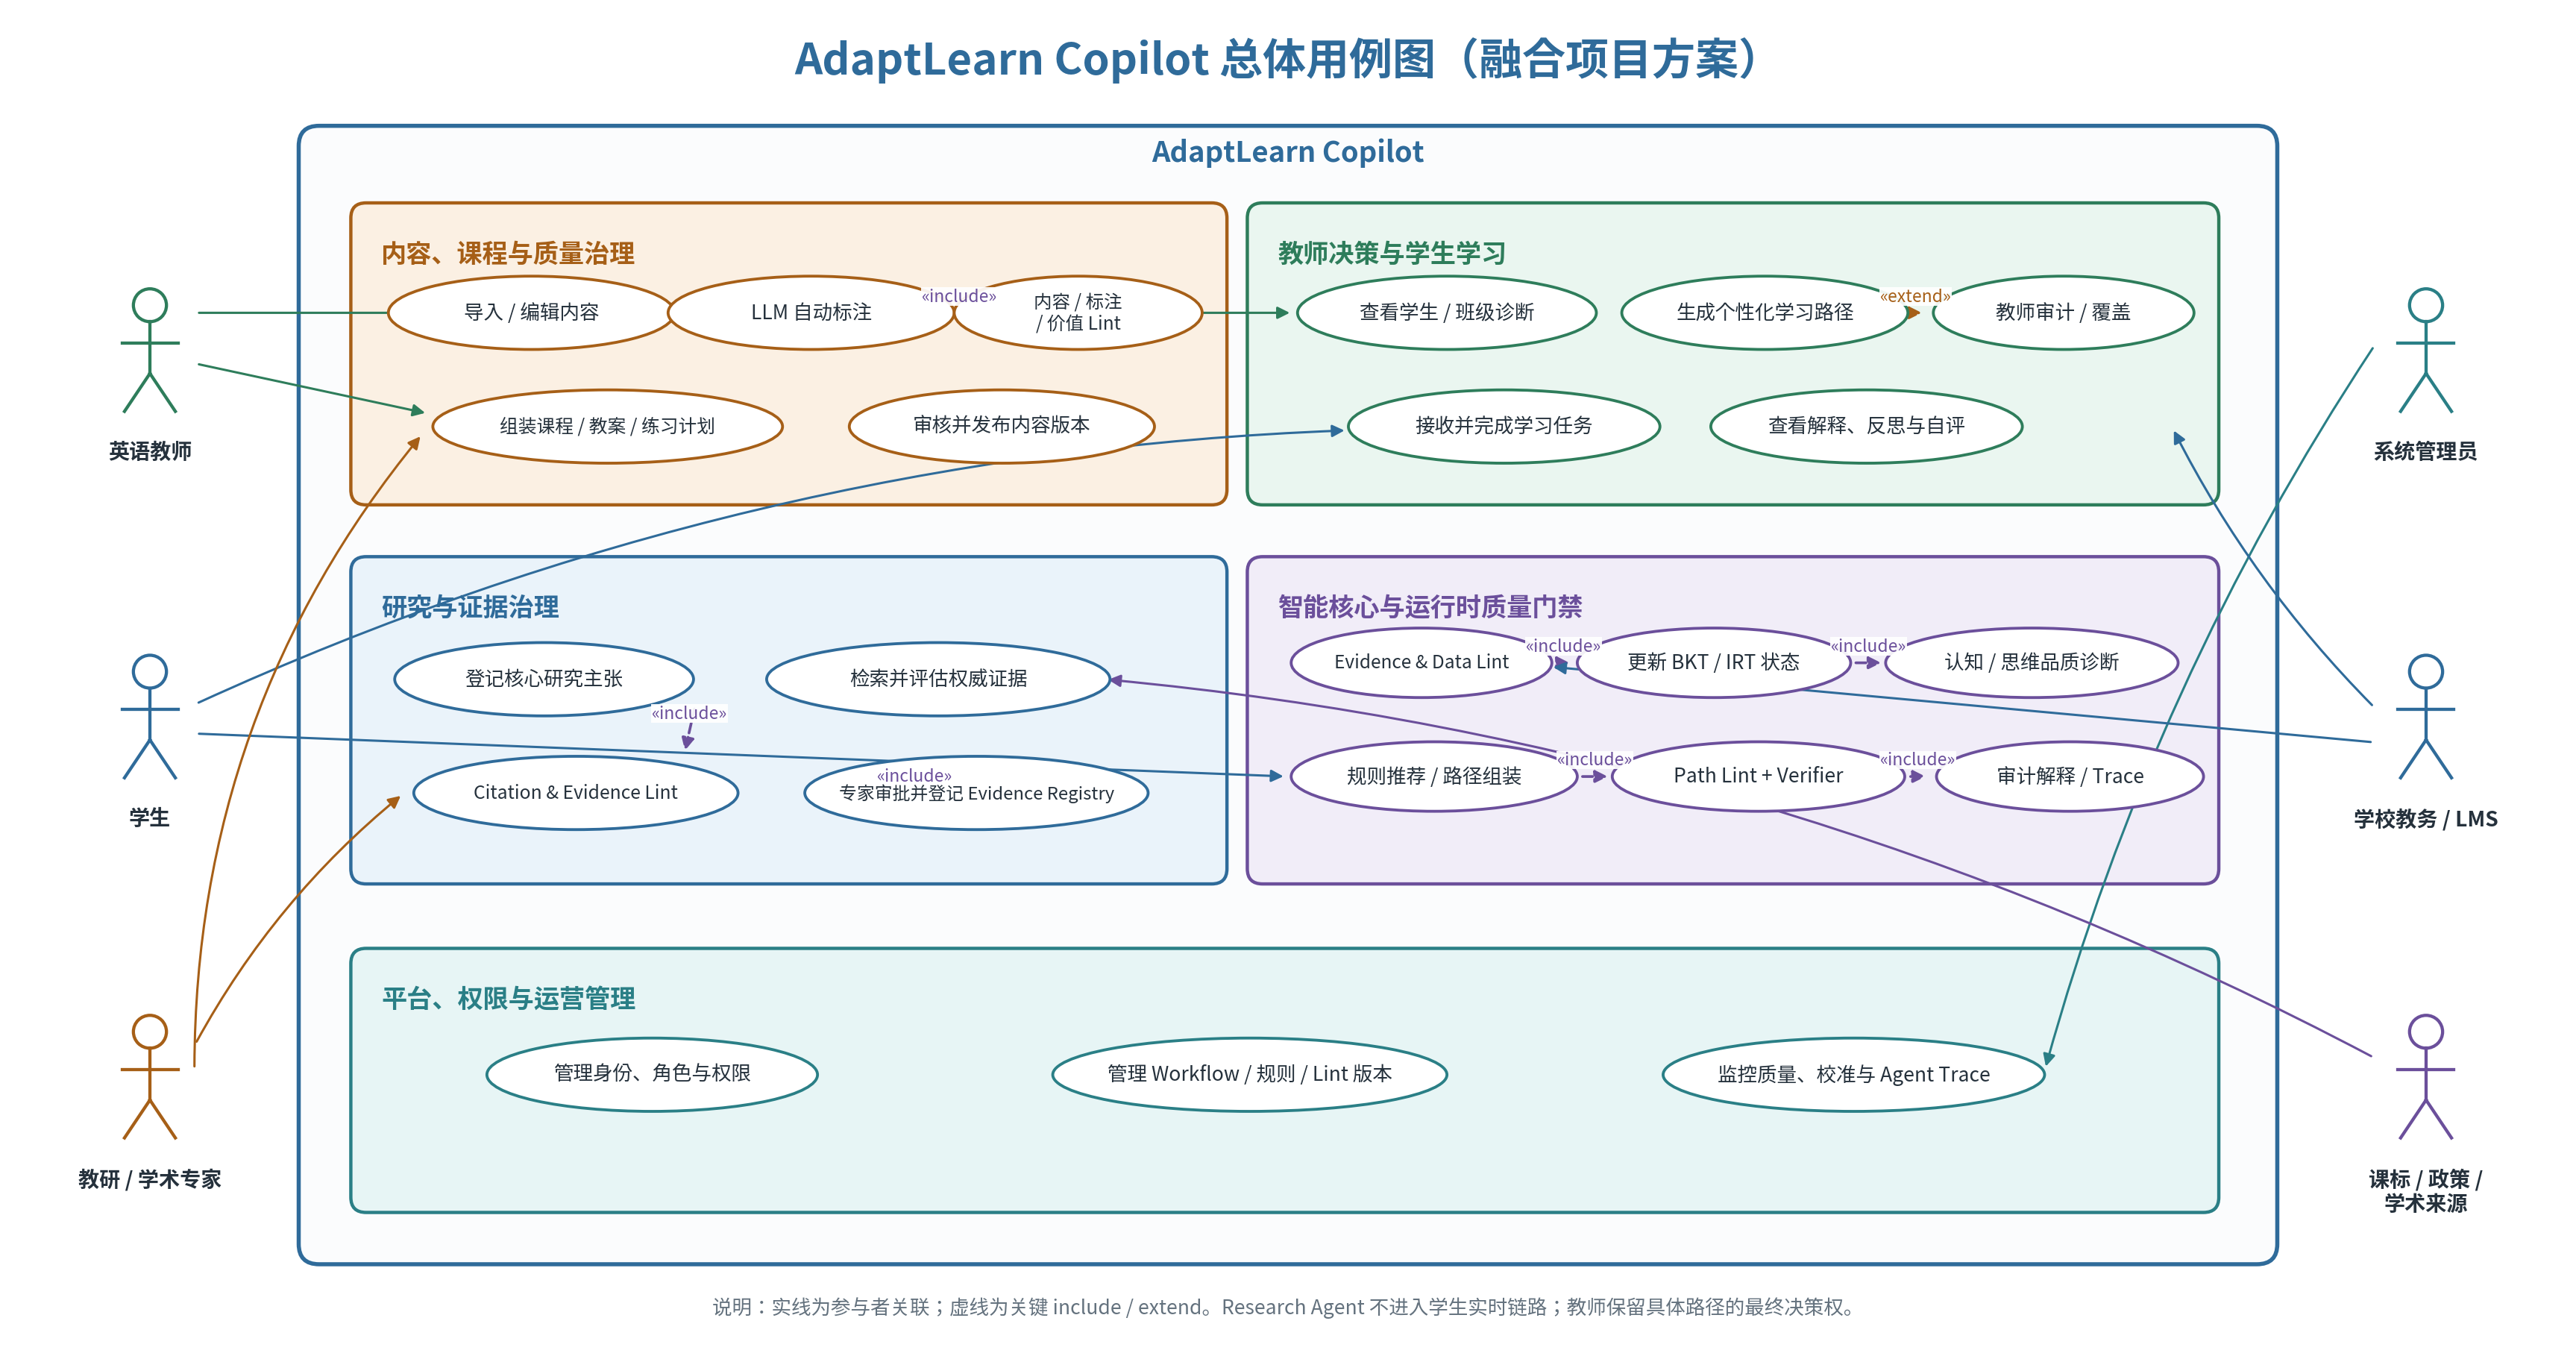 AdaptLearn Copilot 总体用例图（融合项目方案）
AdaptLearn Copilot
内容、课程与质量治理
导入 / 编辑内容
LLM 自动标注
«include»
内容 / 标注
/ 价值 Lint
组装课程 / 教案 / 练习计划
审核并发布内容版本
教师决策与学生学习
查看学生 / 班级诊断
生成个性化学习路径
«extend»
教师审计 / 覆盖
接收并完成学习任务
查看解释、反思与自评
英语教师
系统管理员
研究与证据治理
登记核心研究主张
检索并评估权威证据
«include»
Citation & Evidence Lint
«include»
专家审批并登记 Evidence Registry
智能核心与运行时质量门禁
Evidence & Data Lint
«include»
更新 BKT / IRT 状态
«include»
认知 / 思维品质诊断
规则推荐 / 路径组装
«include»
Path Lint + Verifier
«include»
审计解释 / Trace
学生
学校教务 / LMS
平台、权限与运营管理
管理身份、角色与权限
管理 Workflow / 规则 / Lint 版本
监控质量、校准与 Agent Trace
教研 / 学术专家
课标 / 政策 /
学术来源
说明：实线为参与者关联；虚线为关键 include / extend。Research Agent 不进入学生实时链路；教师保留具体路径的最终决策权。